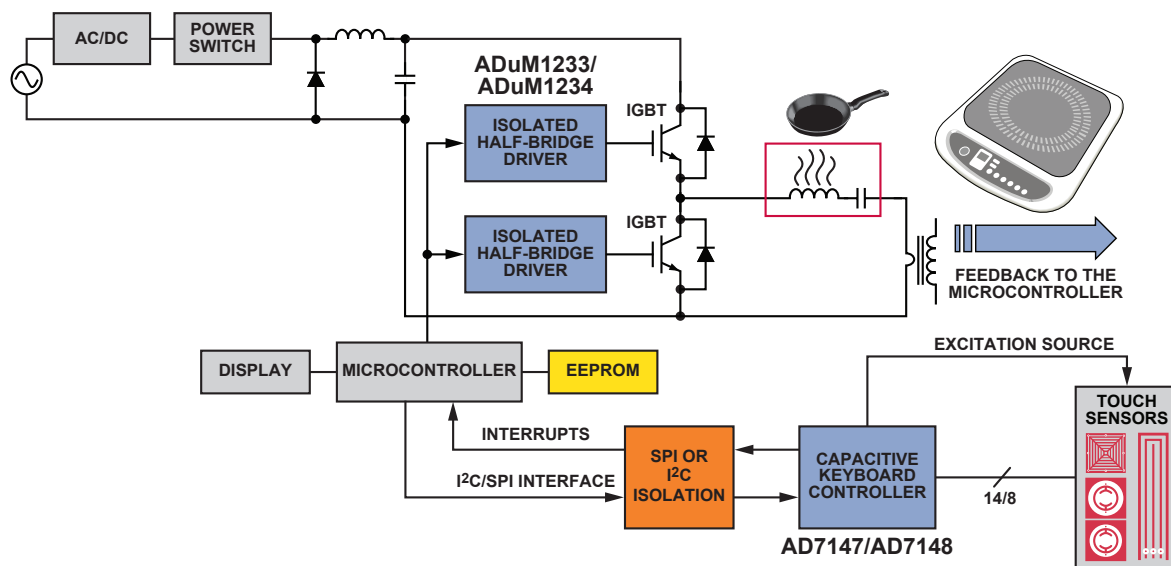 AC/DC
POWER
SWITCH
ADuM1233/
ADuM1234
IGBT
ISOLATED
HALF-BRIDGE
DRIVER
IGBT
ISOLATED
HALF-BRIDGE
DRIVER
FEEDBACK TO THE
MICROCONTROLLER
DISPLAY
MICROCONTROLLER
EEPROM
EXCITATION SOURCE
TOUCH
SENSORS
INTERRUPTS
I²C/SPI INTERFACE
SPI OR
I²C
ISOLATION
CAPACITIVE
KEYBOARD
CONTROLLER
14/8
AD7147/AD7148